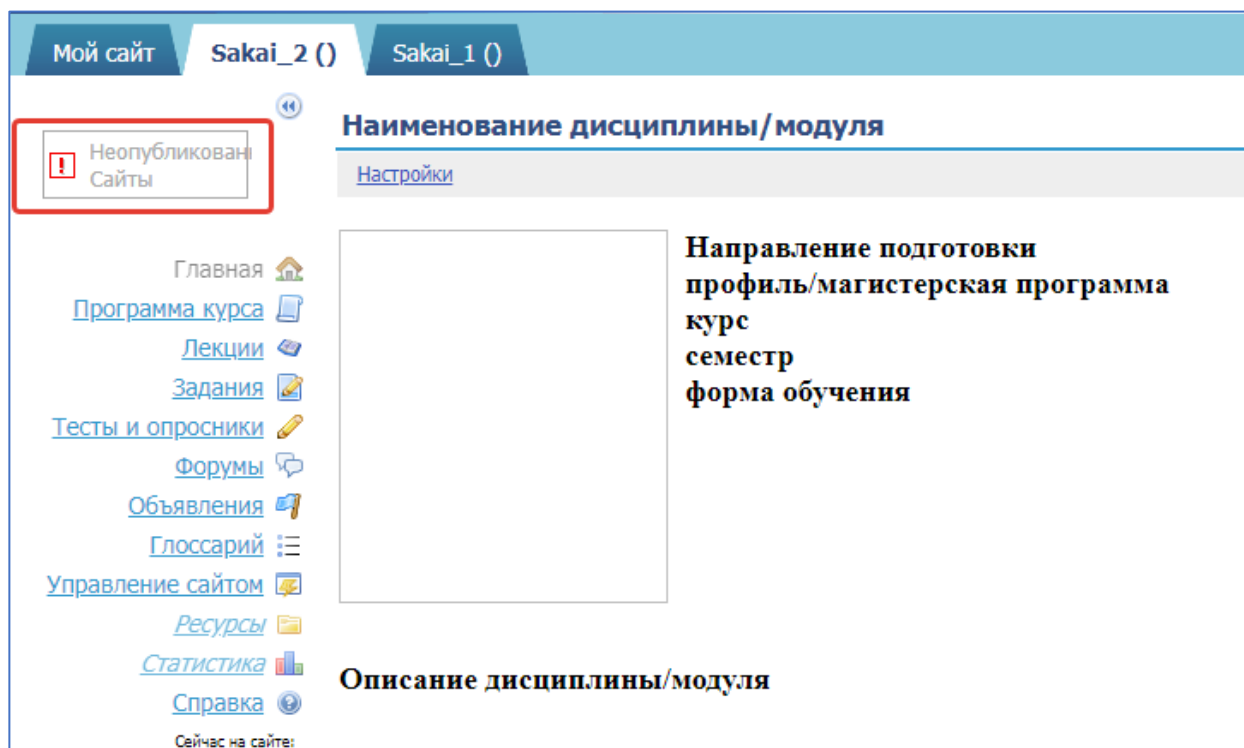 Мой сайт
Sakai_2 ()
Sakai_1 ()
Неопубликован
Сайты
Главная
Программа курса
Лекции
Задания
Тесты и опросники
Форумы
Объявления
Глоссарий
Управление сайтом
Ресурсы
Статистика
Справка
Сейчас на сайте:
Наименование дисциплины/модуля
Настройки
Направление подготовки
профиль/магистерская программа
курс
семестр
форма обучения
Описание дисциплины/модуля